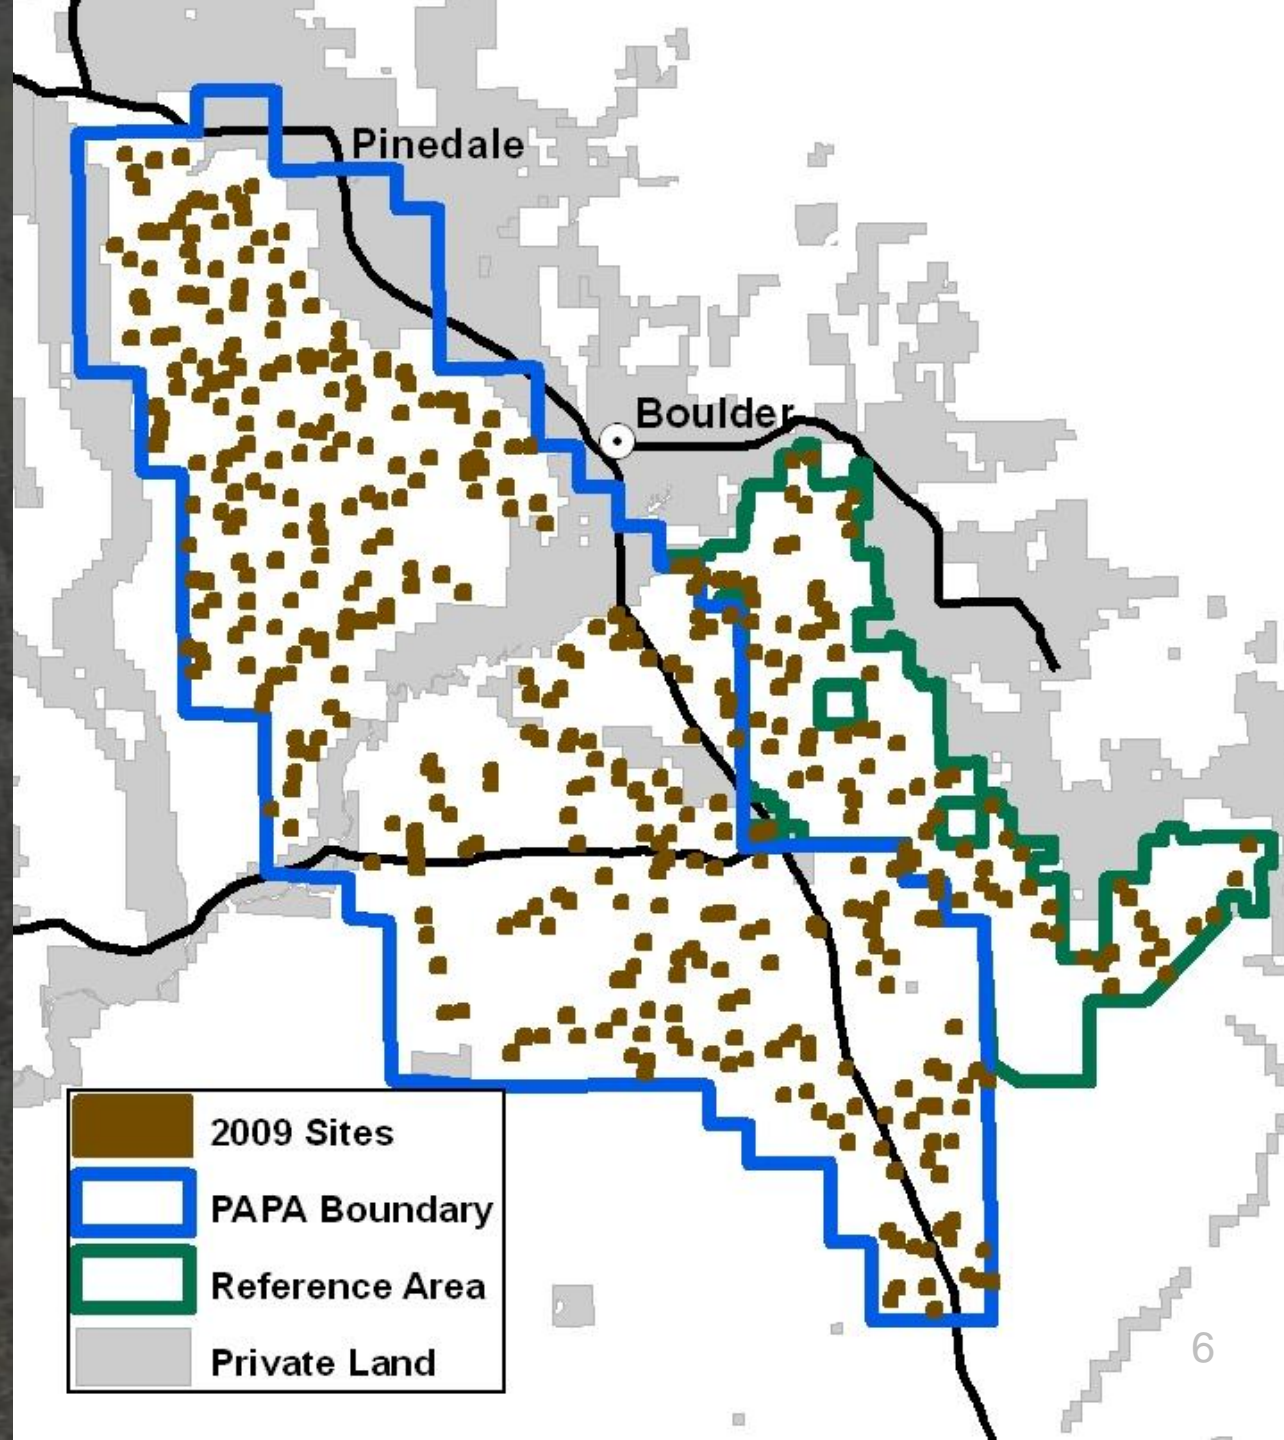 Pinedale
Boulder
2009 Sites
PAPA Boundary
Reference Area
Private Land
6